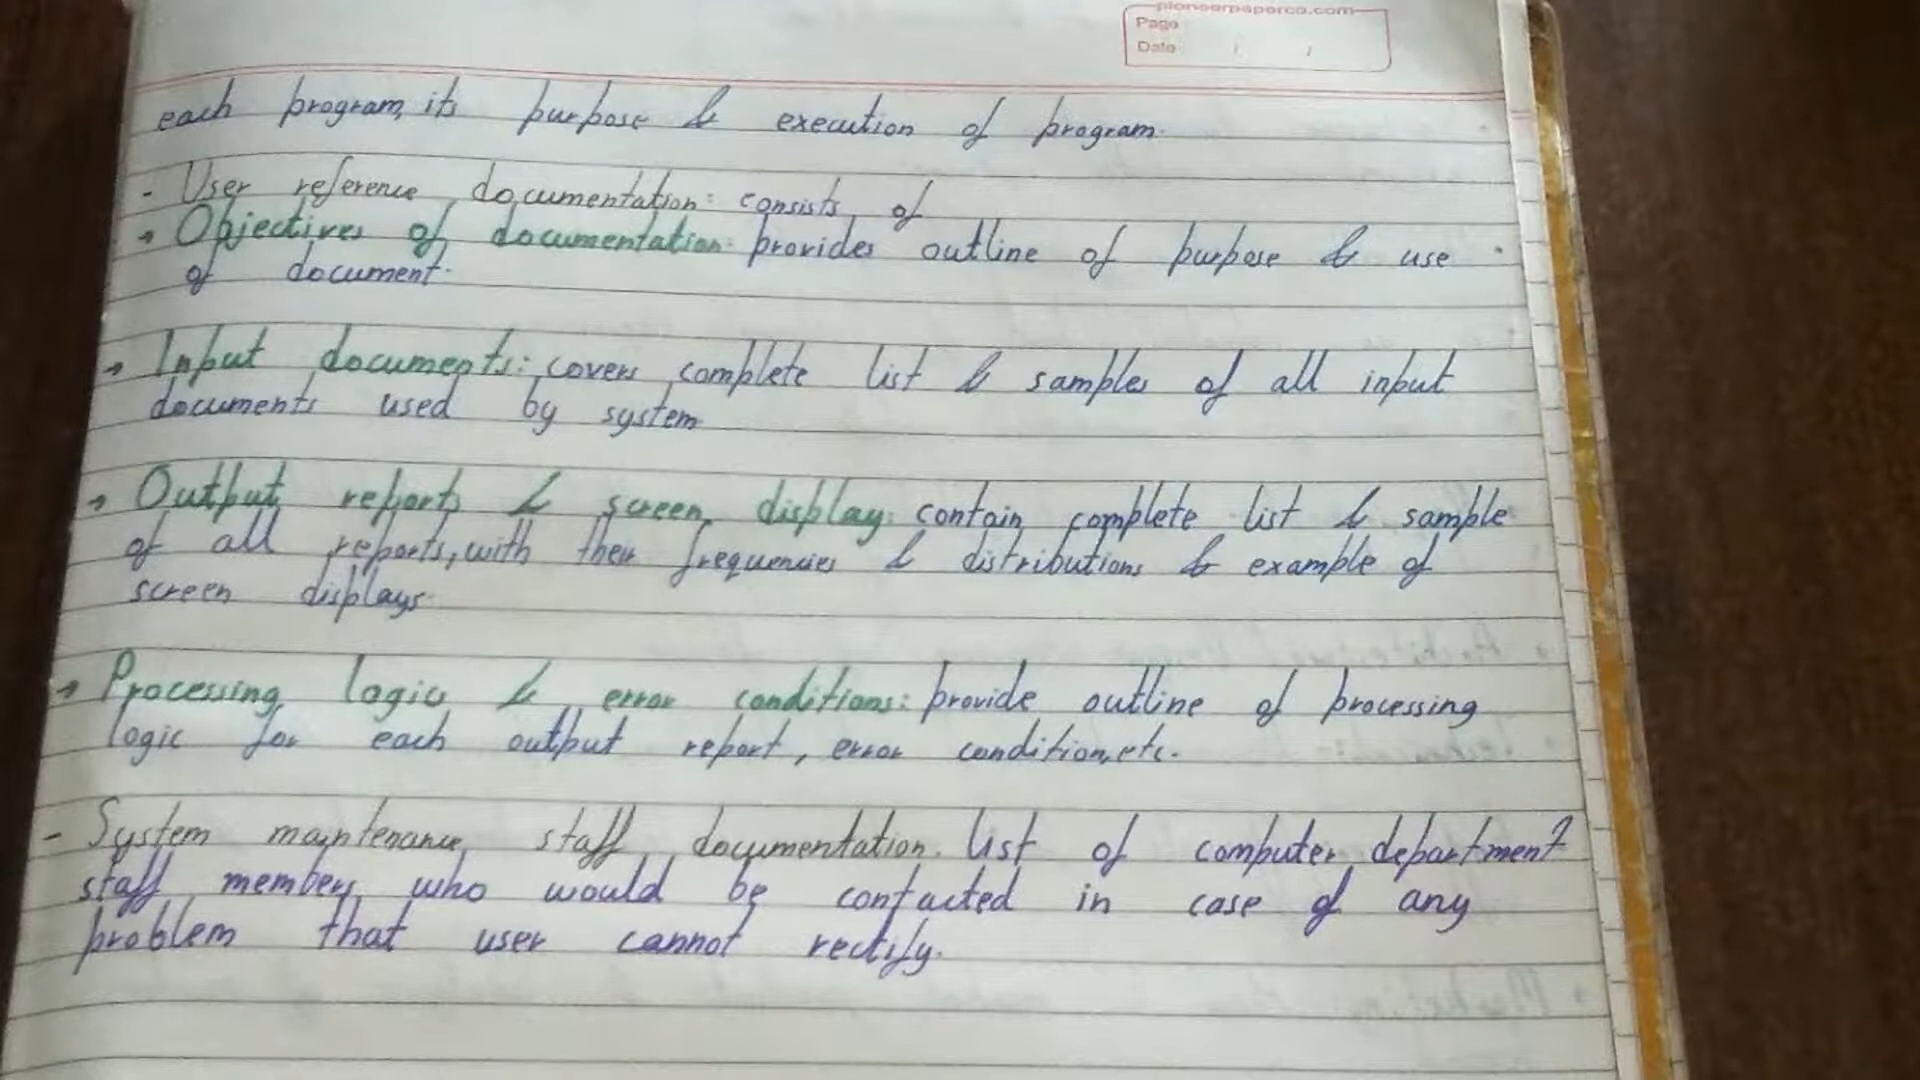 pioneerpaperco.com
Page
Date / /
each program, its purpose & execution of program.
- User reference documentation: consists of
→ Objectives of documentation: provides outline of purpose & use
of document.
→ Input documents: covers complete list & samples of all input
documents used by system
→ Output reports & screen display: contain complete list & sample
of all reports, with their frequencies & distributions & example of
screen displays.
→ Processing logic & error conditions: provide outline of processing
logic for each output report, error condition, etc.
- System maintenance staff documentation: list of computer department
staff members who would be contacted in case of any
problem that user cannot rectify.